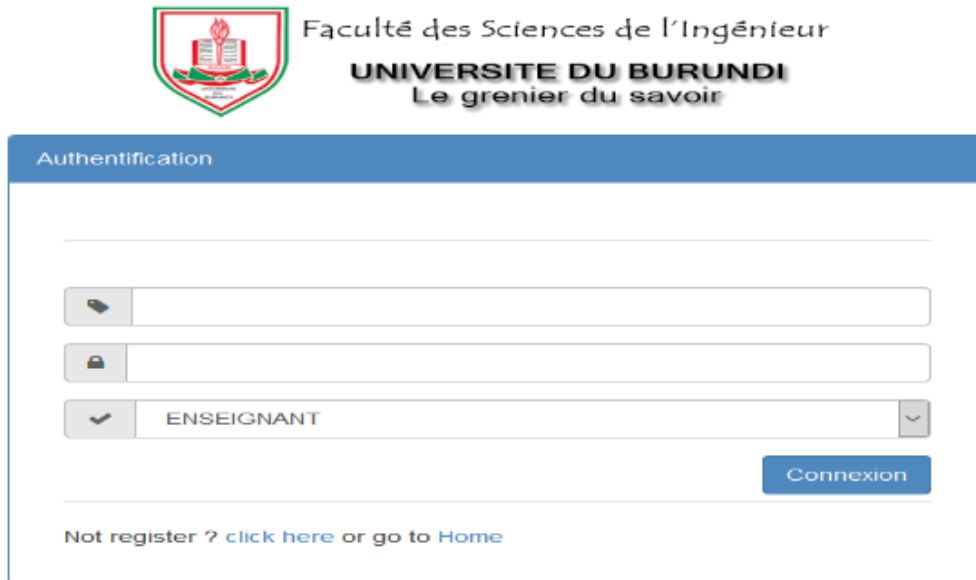 Faculté des Sciences de l'Ingénieur
UNIVERSITE DU BURUNDI
Le grenier du savoir
Authentification
ENSEIGNANT
Connexion
Not register ? click here or go to Home